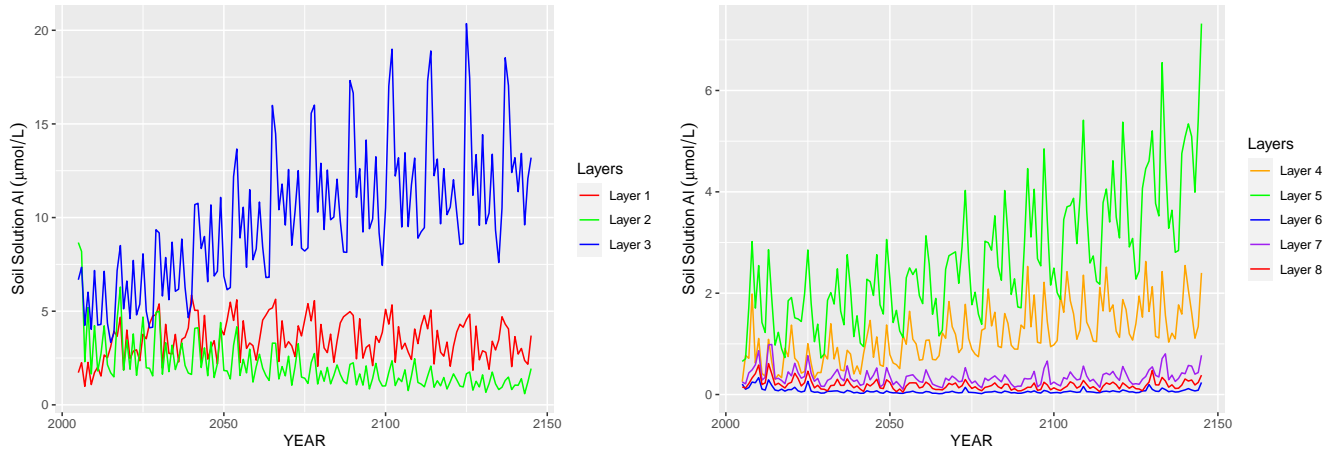 20
15
10
5
0
2000
2050
2100
2150
YEAR
Soil Solution Al (µmol/L)
Layers
Layer 1
Layer 2
Layer 3
6
4
2
0
2000
2050
2100
2150
YEAR
Soil Solution Al (µmol/L)
Layers
Layer 4
Layer 5
Layer 6
Layer 7
Layer 8